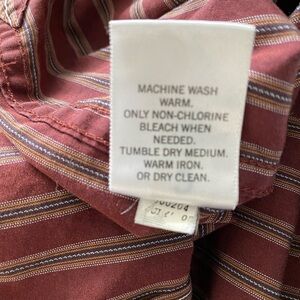 MACHINE WASH
WARM.
ONLY NON-CHLORINE
BLEACH WHEN
NEEDED.
TUMBLE DRY MEDIUM.
WARM IRON.
OR DRY CLEAN.